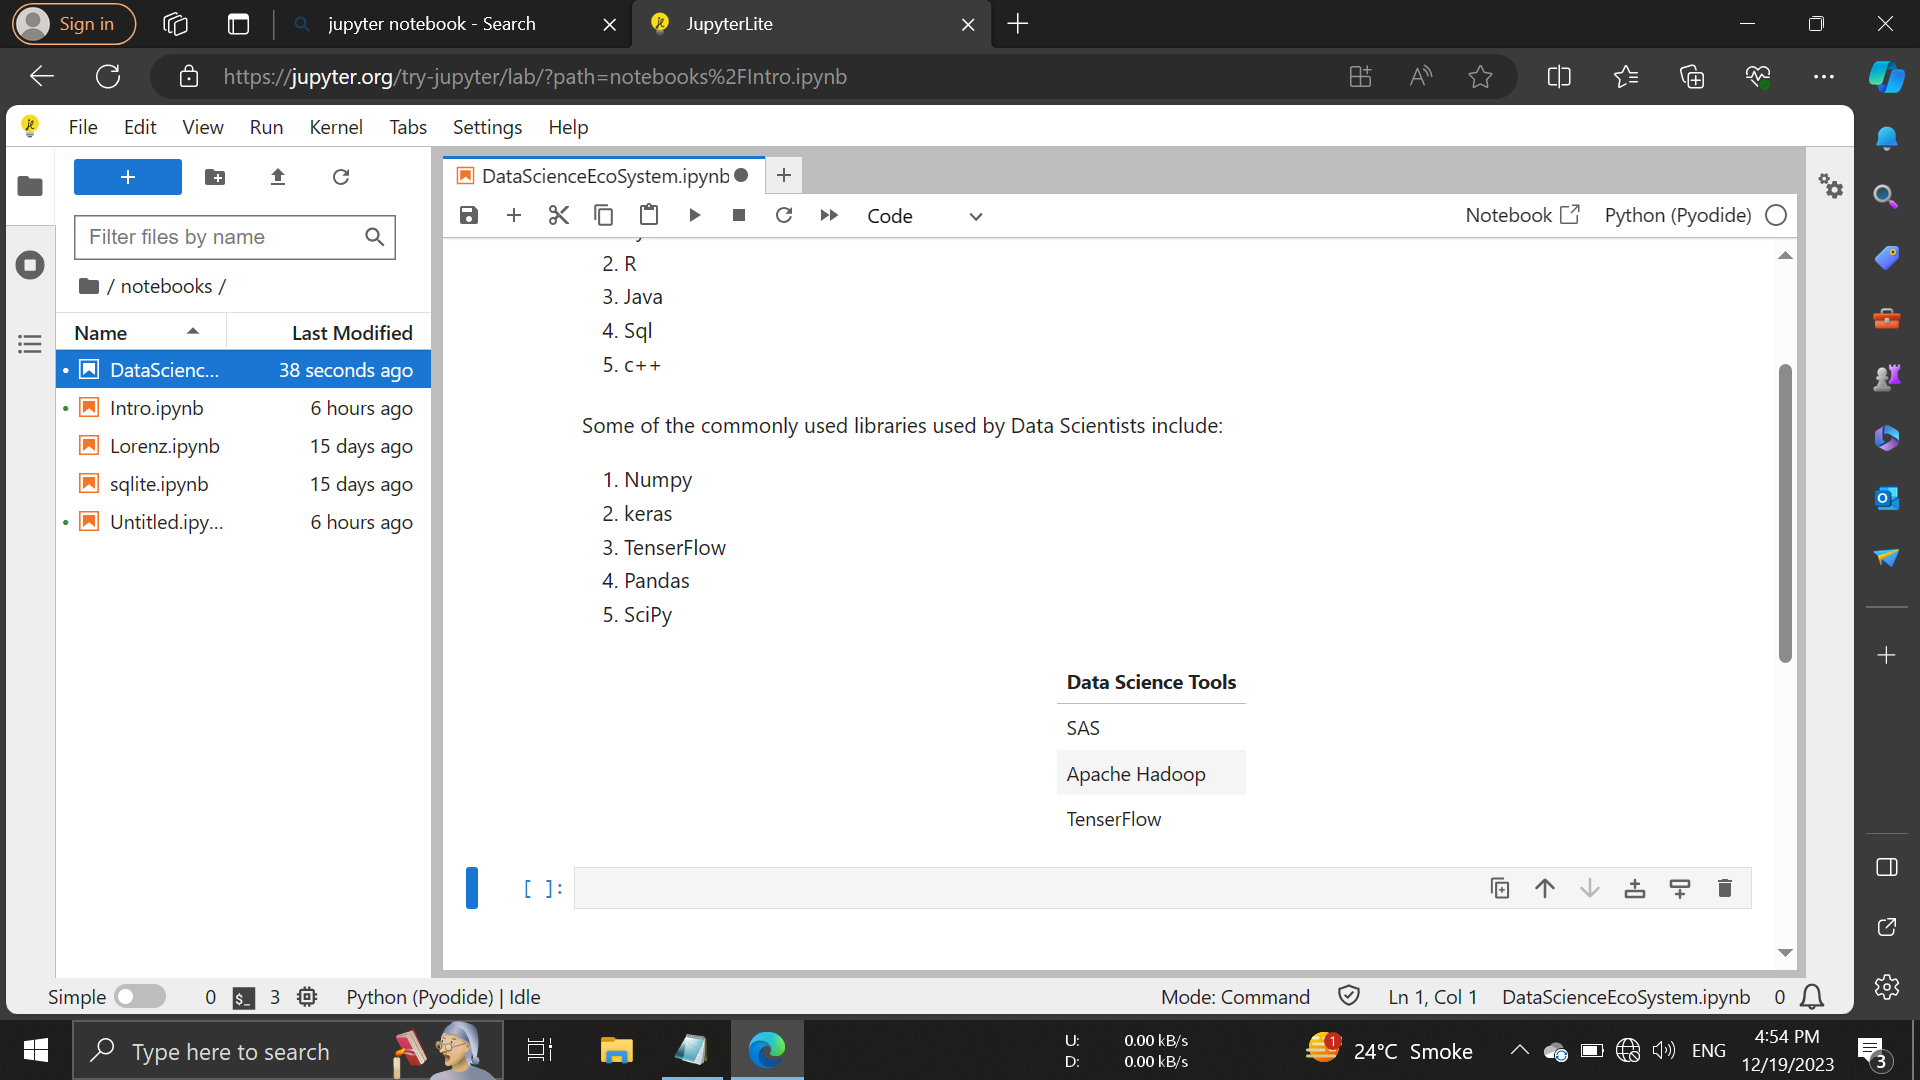 Sign in
jupyter notebook - Search
JupyterLite
https://jupyter.org/try-jupyter/lab/?path=notebooks%2FIntro.ipynb
File Edit View Run Kernel Tabs Settings Help
DataScienceEcoSystem.ipynb
Filter files by name
Code
Notebook
Python (Pyodide)
/ notebooks /
Name Last Modified
DataScienc... 38 seconds ago
Intro.ipynb 6 hours ago
Lorenz.ipynb 15 days ago
sqlite.ipynb 15 days ago
Untitled.ipy... 6 hours ago
2. R
3. Java
4. Sql
5. c++
Some of the commonly used libraries used by Data Scientists include:
1. Numpy
2. keras
3. TenserFlow
4. Pandas
5. SciPy
Data Science Tools
SAS
Apache Hadoop
TenserFlow
[ ]:
Simple 0 $_ 3 Python (Pyodide) | Idle Mode: Command Ln 1, Col 1 DataScienceEcoSystem.ipynb 0
Type here to search
U: 0.00 kB/s
D: 0.00 kB/s
1
24°C Smoke
ENG
4:54 PM
12/19/2023
3